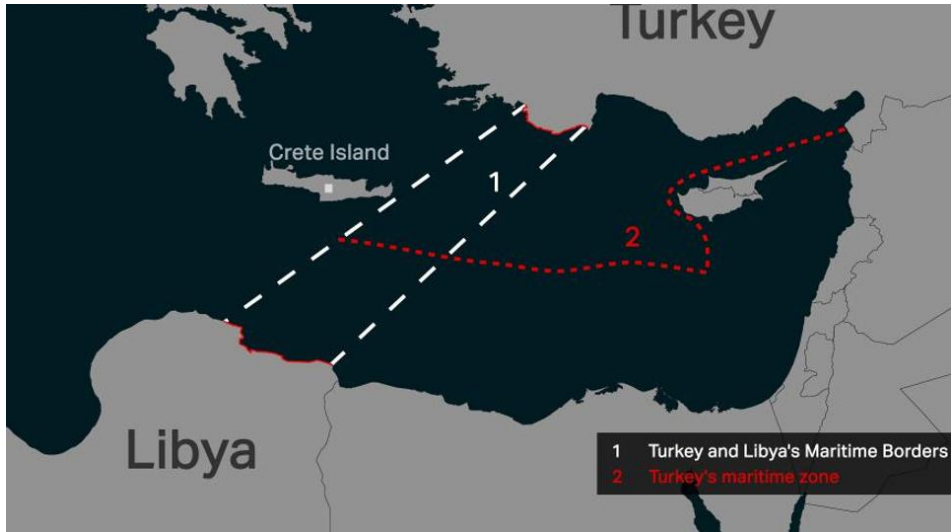 Turkey
Crete Island
1
2
Libya
1 Turkey and Libya's Maritime Borders
2 Turkey's maritime zone